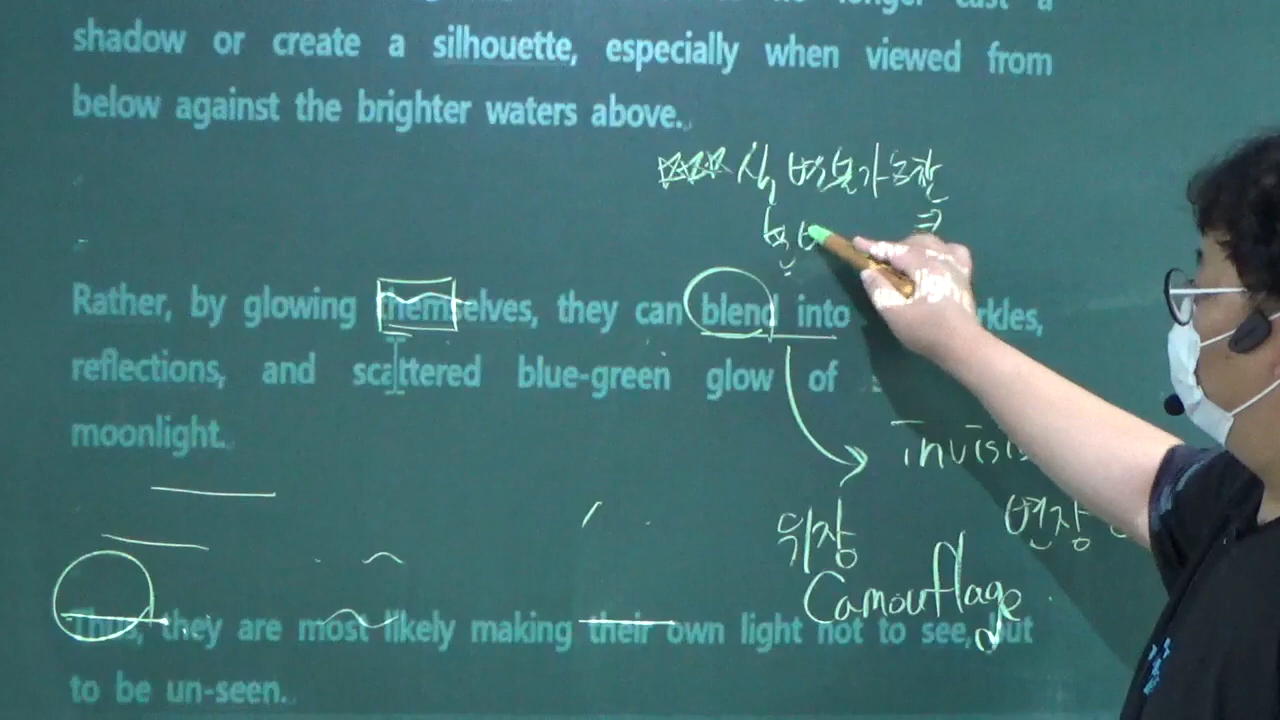 longer cast a
shadow or create a silhouette, especially when viewed from
below against the brighter waters above.
Rather, by glowing themselves, they can blend into
reflections, and scattered blue-green glow of
moonlight.
위장
Camouflage
Thus, they are most likely making their own light not to see, but
to be un-seen.